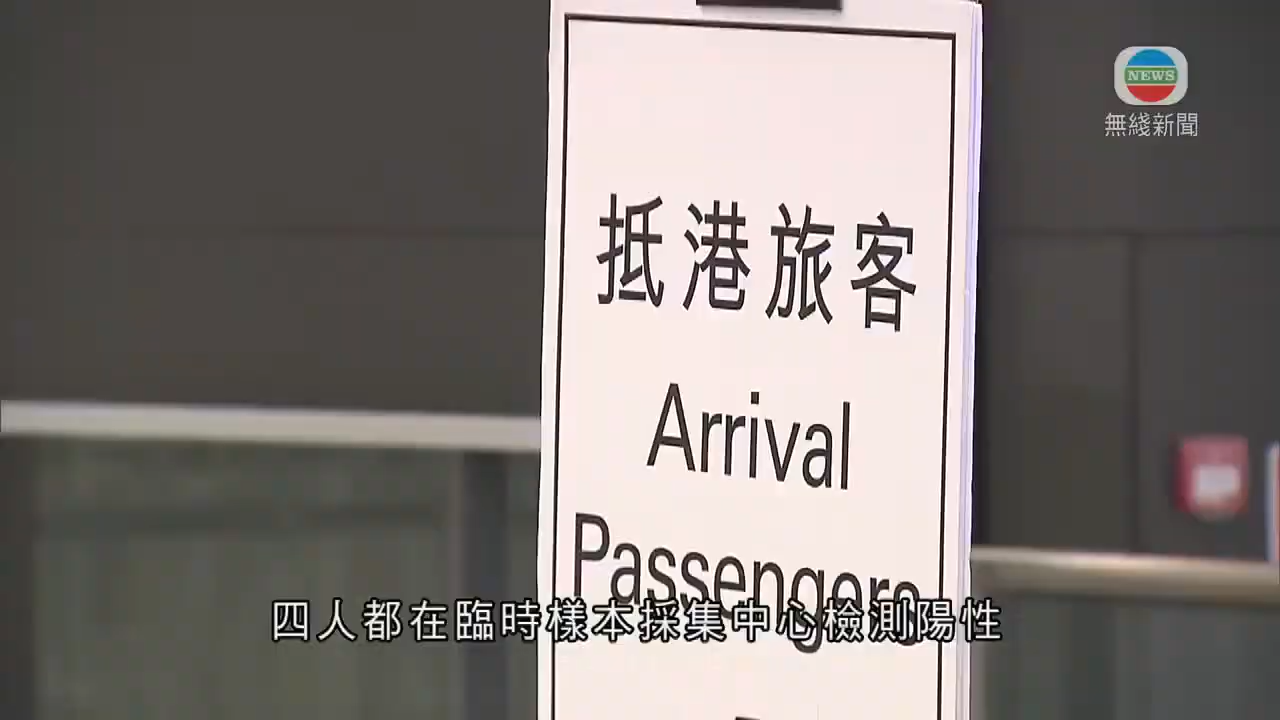 NEWS
無綫新聞
抵港旅客
Arrival
Passengers
四人都在臨時樣本採集中心檢測陽性